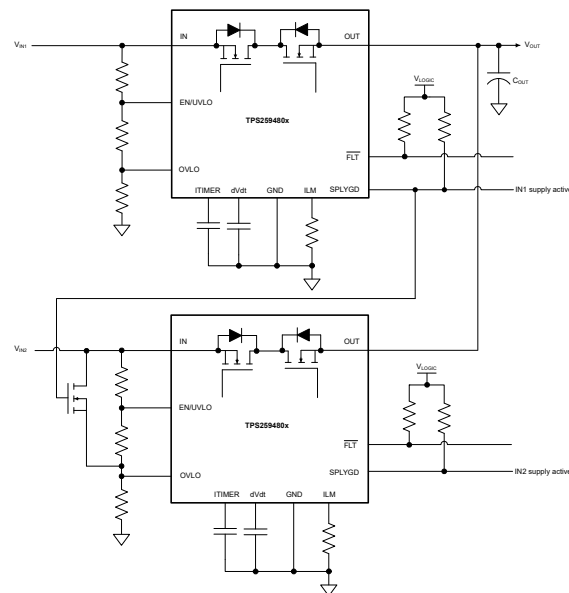 VIN1
IN
OUT
VOUT
COUT
VLOGIC
EN/UVLO
TPS259480x
FLT
OVLO
SPLYGD
IN1 supply active
ITIMER
dVdt
GND
ILM
VIN2
IN
OUT
VLOGIC
EN/UVLO
TPS259480x
FLT
OVLO
SPLYGD
IN2 supply active
ITIMER
dVdt
GND
ILM